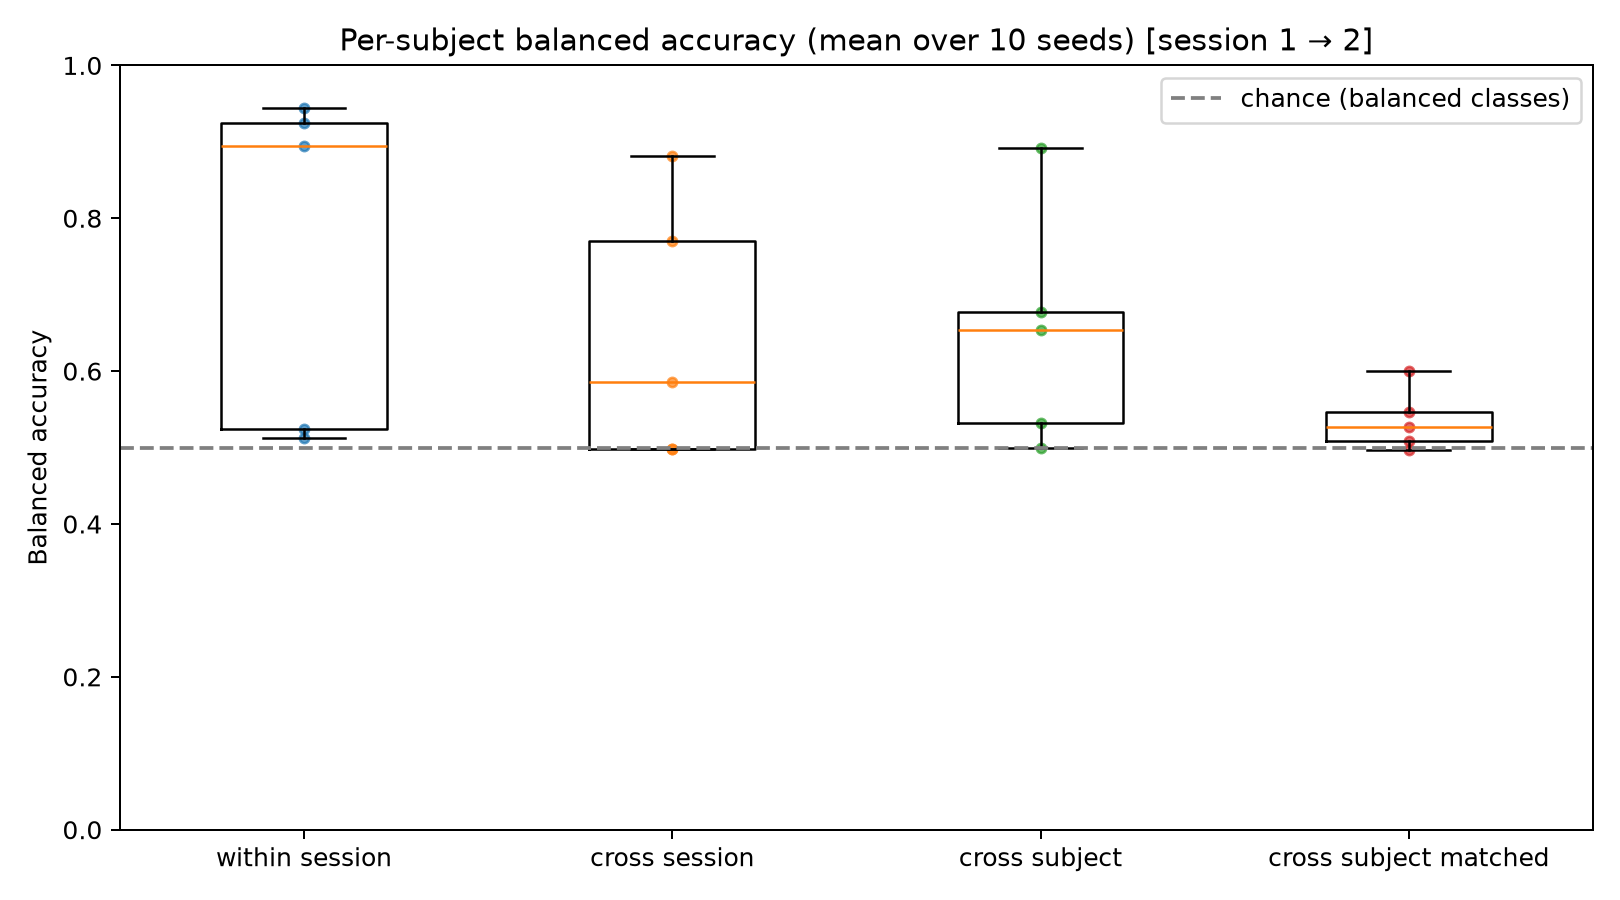 Per-subject balanced accuracy (mean over 10 seeds) [session 1 → 2]
chance (balanced classes)
Balanced accuracy
1.0
0.8
0.6
0.4
0.2
0.0
within session
cross session
cross subject
cross subject matched